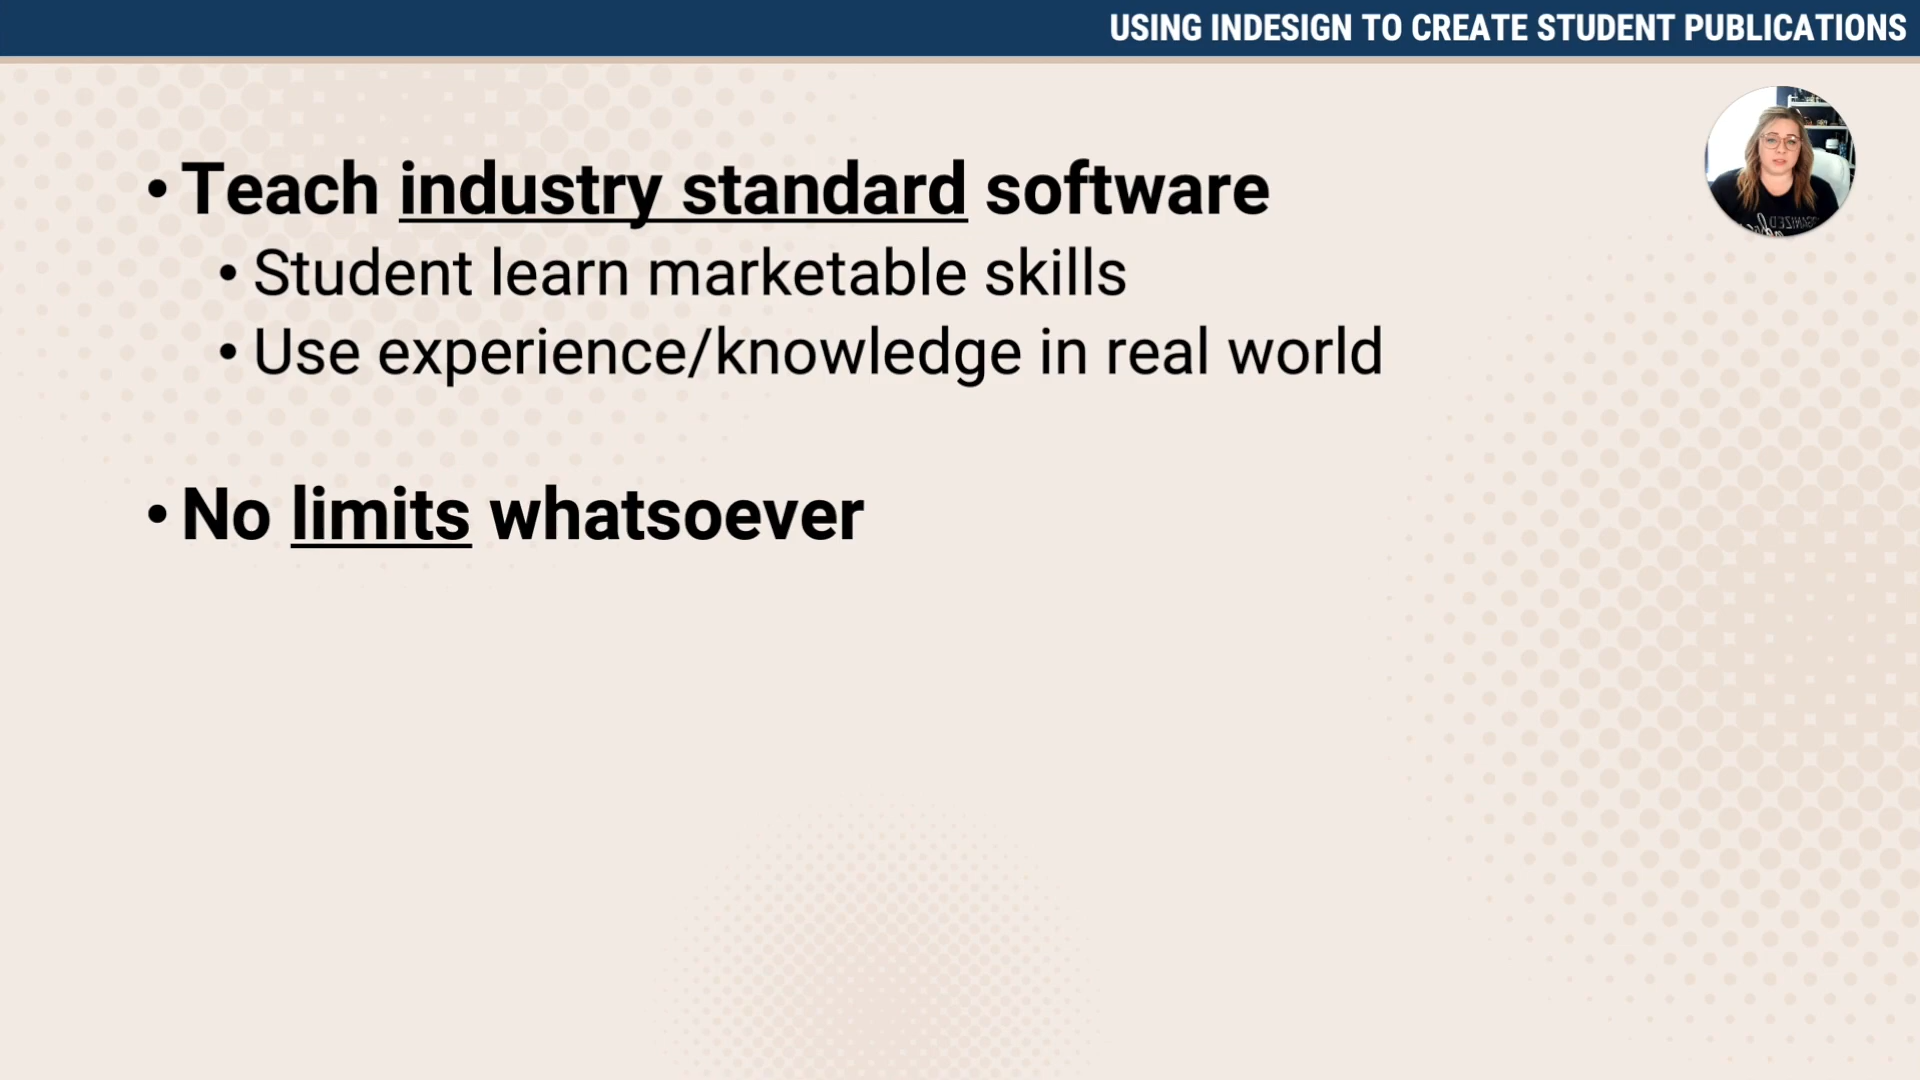 USING INDESIGN TO CREATE STUDENT PUBLICATIONS
• Teach industry standard software
• Student learn marketable skills
• Use experience/knowledge in real world
• No limits whatsoever